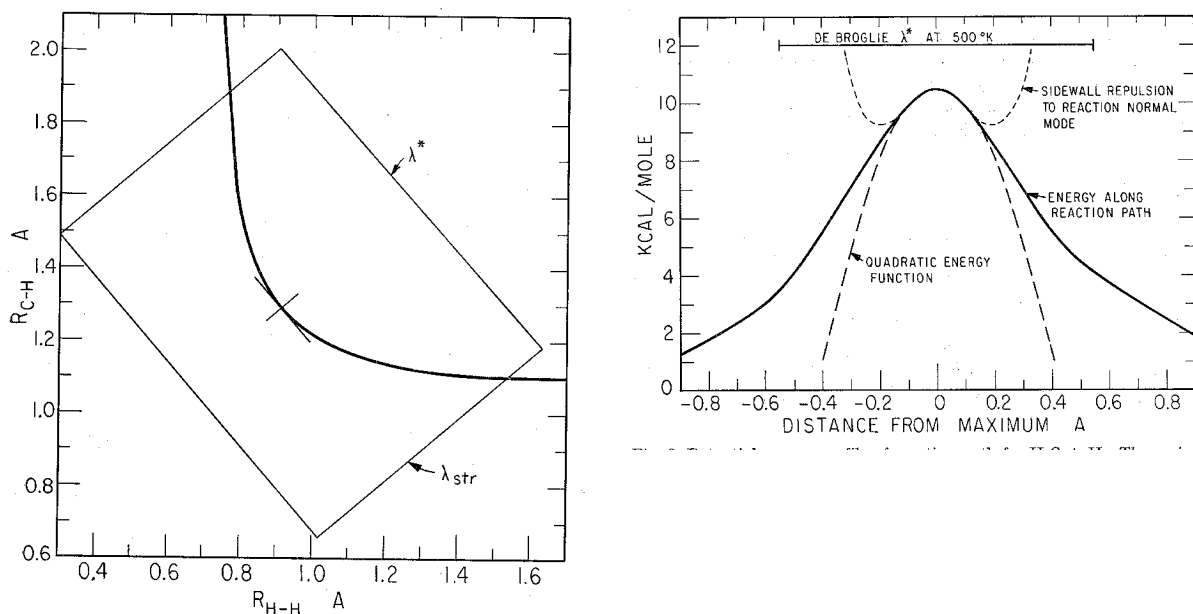 2.0
1.8
1.6
1.4
1.2
1.0
0.8
0.6
R C-H A
λ*
λ str
0.4 0.6 0.8 1.0 1.2 1.4 1.6
R H-H A
12
10
8
6
4
2
0
KCAL/MOLE
DE BROGLIE λ* AT 500°K
SIDEWALL REPULSION
TO REACTION NORMAL
MODE
ENERGY ALONG
REACTION PATH
QUADRATIC ENERGY
FUNCTION
-0.8 -0.6 -0.4 -0.2 0 0.2 0.4 0.6 0.8
DISTANCE FROM MAXIMUM A